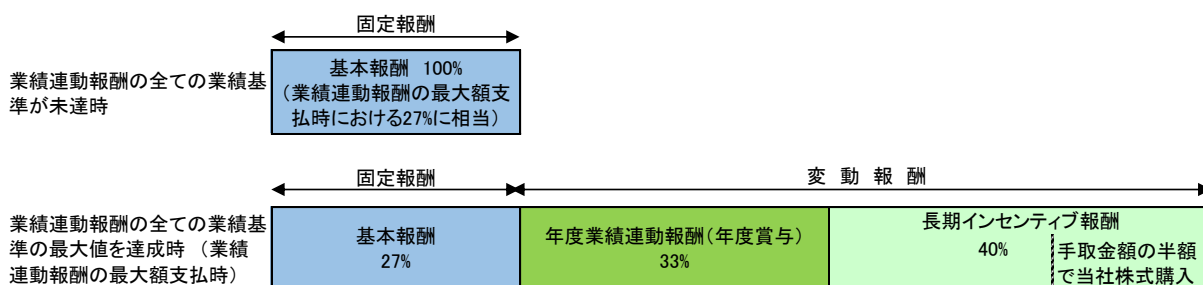 固定報酬
業績連動報酬の全ての業績基
準が未達時
基本報酬 100%
（業績連動報酬の最大額支
払時における27%に相当）
固定報酬
変 動 報 酬
業績連動報酬の全ての業績基
準の最大値を達成時 （業績
連動報酬の最大額支払時）
基本報酬
27%
年度業績連動報酬（年度賞与）
33%
長期インセンティブ報酬
40%
手取金額の半額
で当社株式購入